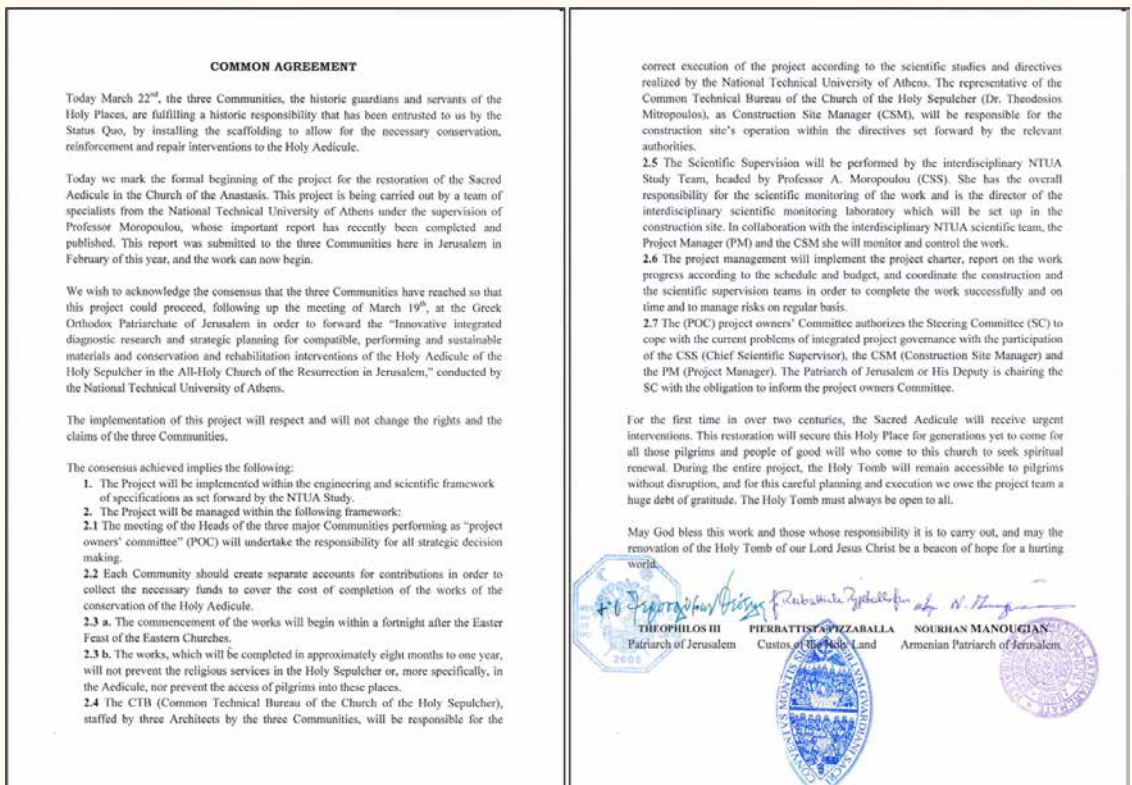 COMMON AGREEMENT
Today March 22nd, the three Communities, the historic guardians and servants of the
Holy Places, are fulfilling a historic responsibility that has been entrusted to us by the
Status Quo, by installing the scaffolding to allow for the necessary conservation,
reinforcement and repair interventions to the Holy Aedicule.
Today we mark the formal beginning of the project for the restoration of the Sacred
Aedicule in the Church of the Anastasis. This project is being carried out by a team of
specialists from the National Technical University of Athens under the supervision of
Professor Moropoulou, whose important report has recently been completed and
published. This report was submitted to the three Communities here in Jerusalem in
February of this year, and the work can now begin.
We wish to acknowledge the consensus that the three Communities have reached so that
this project could proceed, following up the meeting of March 19th, at the Greek
Orthodox Patriarchate of Jerusalem in order to forward the “Innovative integrated
diagnostic research and strategic planning for compatible, performing and sustainable
materials and conservation and rehabilitation interventions of the Holy Aedicule of the
Holy Sepulcher in the All-Holy Church of the Resurrection in Jerusalem,” conducted by
the National Technical University of Athens.
The implementation of this project will respect and will not change the rights and the
claims of the three Communities.
The consensus achieved implies the following:
1. The Project will be implemented within the engineering and scientific framework
of specifications as set forward by the NTUA Study.
2. The Project will be managed within the following framework:
2.1 The meeting of the Heads of the three major Communities performing as “project
owners’ committee” (POC) will undertake the responsibility for all strategic decision
making.
2.2 Each Community should create separate accounts for contributions in order to
collect the necessary funds to cover the cost of completion of the works of the
conservation of the Holy Aedicule.
2.3 a. The commencement of the works will begin within a fortnight after the Easter
Feast of the Eastern Churches.
2.3 b. The works, which will be completed in approximately eight months to one year,
will not prevent the religious services in the Holy Sepulcher or, more specifically, in
the Aedicule, nor prevent the access of pilgrims into these places.
2.4 The CTB (Common Technical Bureau of the Church of the Holy Sepulcher),
staffed by three Architects by the three Communities, will be responsible for the
correct execution of the project according to the scientific studies and directives
realized by the National Technical University of Athens. The representative of the
Common Technical Bureau of the Church of the Holy Sepulcher (Dr. Theodosios
Mitropoulos), as Construction Site Manager (CSM), will be responsible for the
construction site’s operation within the directives set forward by the relevant
authorities.
2.5 The Scientific Supervision will be performed by the interdisciplinary NTUA
Study Team, headed by Professor A. Moropoulou (CSS). She has the overall
responsibility for the scientific monitoring of the work and is the director of the
interdisciplinary scientific monitoring laboratory which will be set up in the
construction site. In collaboration with the interdisciplinary NTUA scientific team, the
Project Manager (PM) and the CSM she will monitor and control the work.
2.6 The project management will implement the project charter, report on the work
progress according to the schedule and budget, and coordinate the construction and
the scientific supervision teams in order to complete the work successfully and on
time and to manage risks on regular basis.
2.7 The (POC) project owners’ Committee authorizes the Steering Committee (SC) to
cope with the current problems of integrated project governance with the participation
of the CSS (Chief Scientific Supervisor), the CSM (Construction Site Manager) and
the PM (Project Manager). The Patriarch of Jerusalem or His Deputy is chairing the
SC with the obligation to inform the project owners Committee.
For the first time in over two centuries, the Sacred Aedicule will receive urgent
interventions. This restoration will secure this Holy Place for generations yet to come for
all those pilgrims and people of good will who come to this church to seek spiritual
renewal. During the entire project, the Holy Tomb will remain accessible to pilgrims
without disruption, and for this careful planning and execution we owe the project team a
huge debt of gratitude. The Holy Tomb must always be open to all.
May God bless this work and those whose responsibility it is to carry out, and may the
renovation of the Holy Tomb of our Lord Jesus Christ be a beacon of hope for a hurting
world.
THEOPHILOS III PIERBATTISTA PIZZABALLA NOURHAN MANOUGIAN
Patriarch of Jerusalem Custos of the Holy Land Armenian Patriarch of Jerusalem
2005
CONVENTVS MONTIS
GVARDIANI SACRI